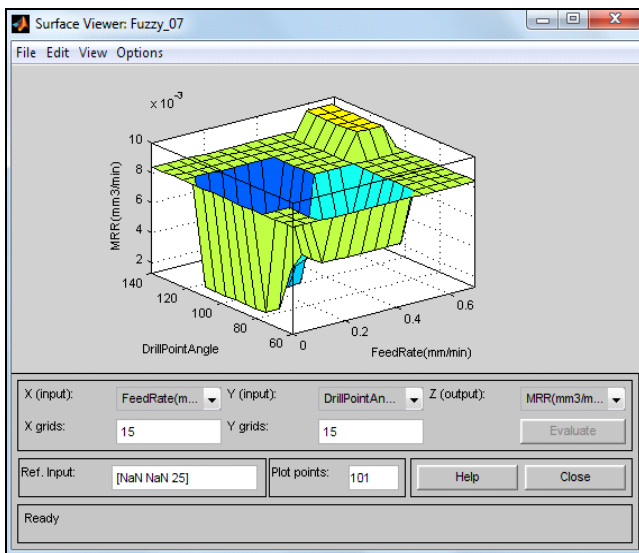 Surface Viewer: Fuzzy_07
File Edit View Options
x 10^-3
10
8
6
4
2
MRR(mm3/min)
140
120
100
80
60
DrillPointAngle
0
0.2
0.4
0.6
FeedRate(mm/min)
X (input): FeedRate(m... Y (input): DrillPointAn... Z (output): MRR(mm3/m...
X grids: 15 Y grids: 15 Evaluate
Ref. Input: [NaN NaN 25] Plot points: 101 Help Close
Ready